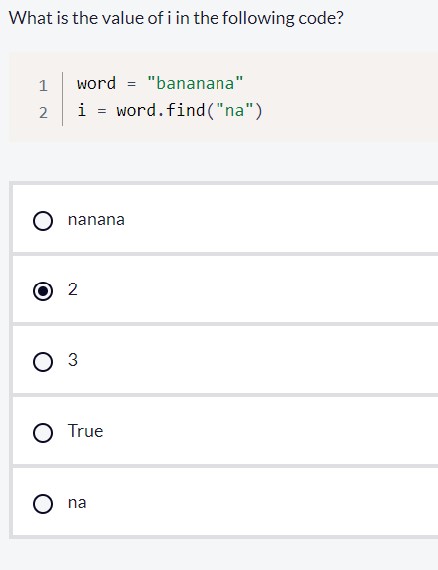 What is the value of i in the following code?
1 word = "bananana"
2 i = word.find("na")
nanana
2
3
True
na